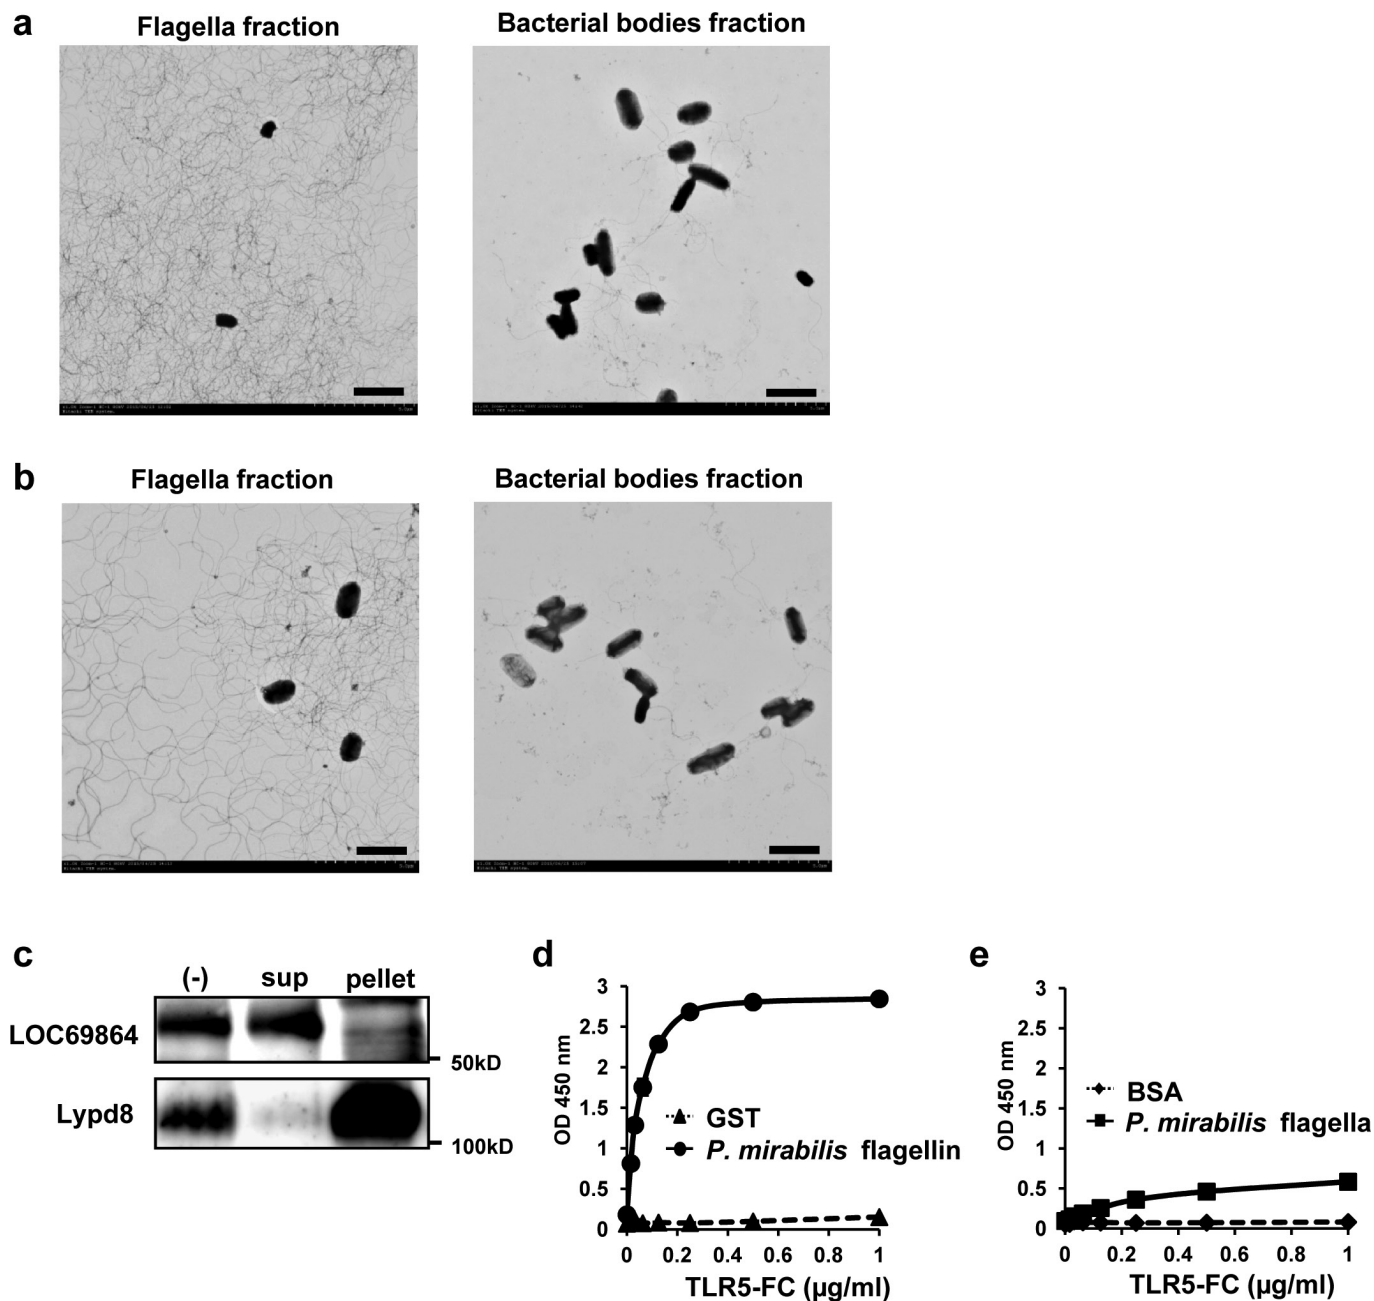 a
Flagella fraction
Bacterial bodies fraction
b
Flagella fraction
Bacterial bodies fraction
c
(-) sup pellet
LOC69864
50kD
Lypd8
100kD
d
3
2.5
2
1.5
1
0.5
0
OD 450 nm
GST
P. mirabilis flagellin
0 0.2 0.4 0.6 0.8 1
TLR5-FC (µg/ml)
e
3
2.5
2
1.5
1
0.5
0
OD 450 nm
BSA
P. mirabilis flagella
0 0.2 0.4 0.6 0.8 1
TLR5-FC (µg/ml)